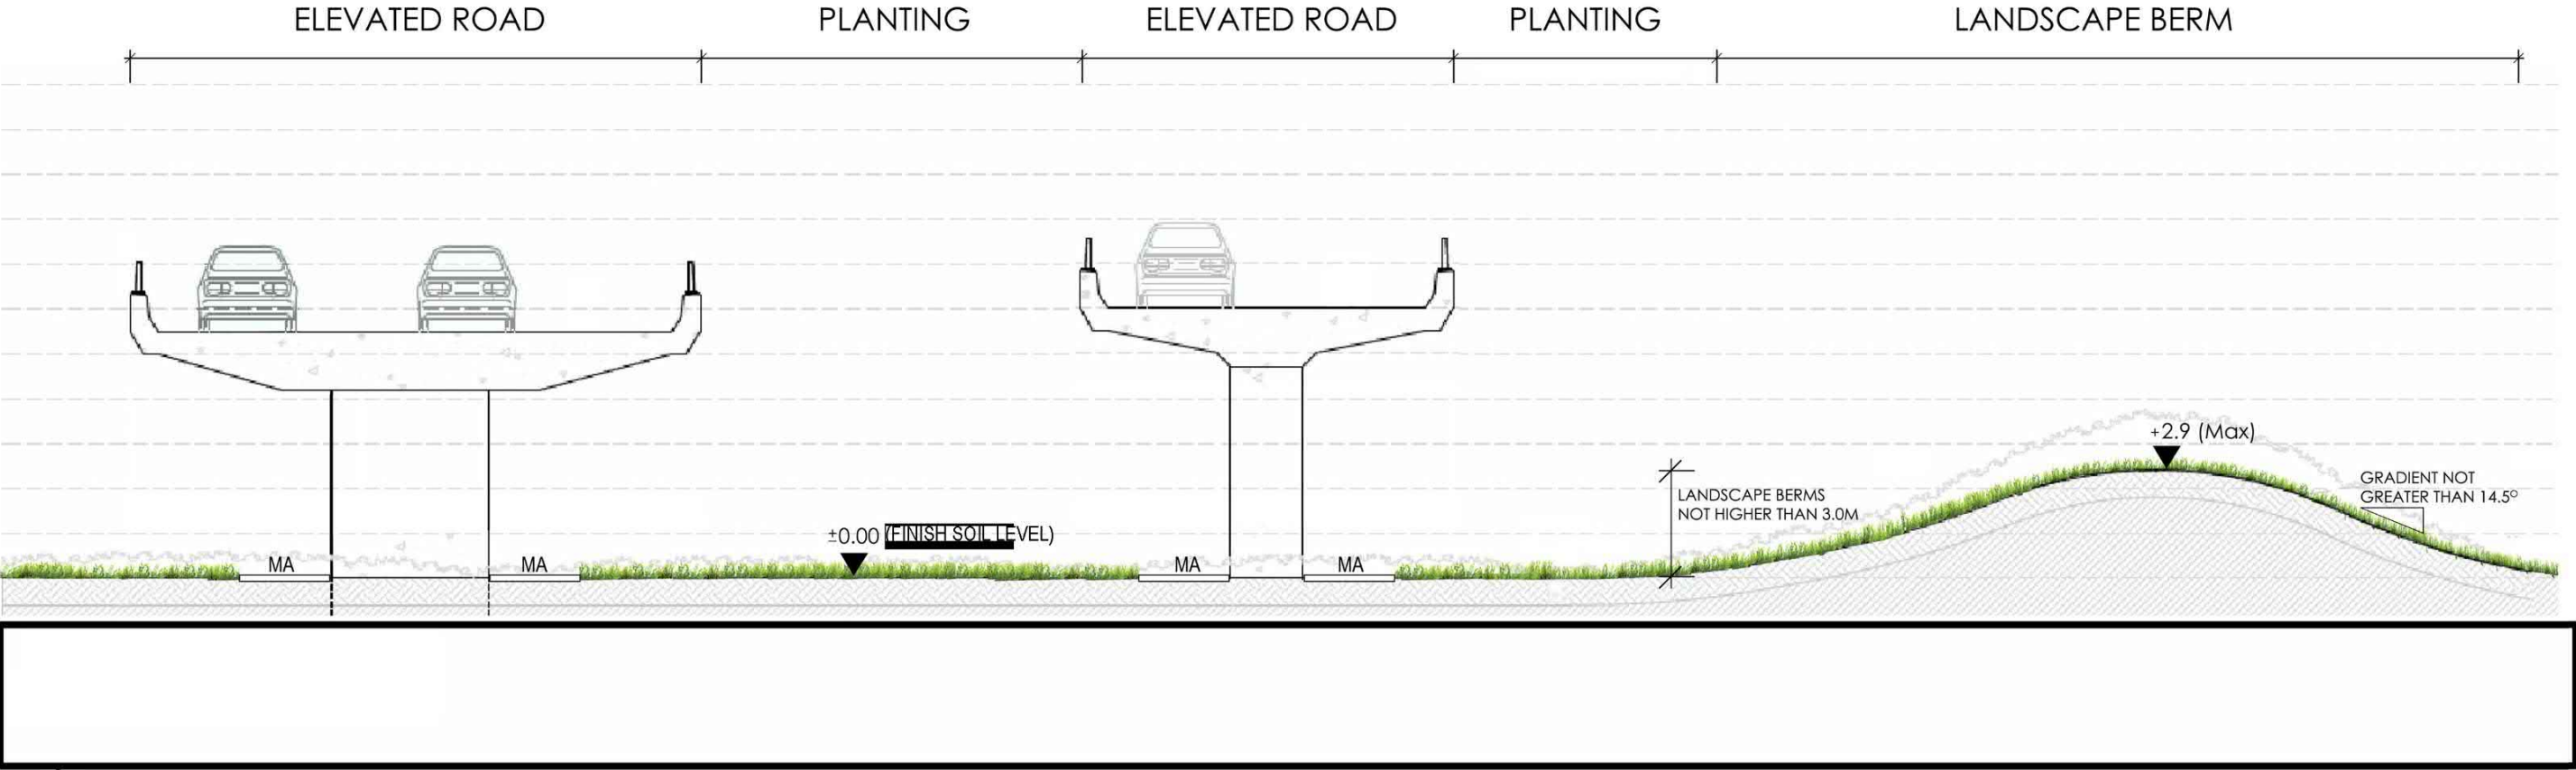 ELEVATED ROAD
PLANTING
ELEVATED ROAD
PLANTING
LANDSCAPE BERM
+2.9 (Max)
GRADIENT NOT
GREATER THAN 14.5°
LANDSCAPE BERMS
NOT HIGHER THAN 3.0M
±0.00 (FINISH SOIL LEVEL)
MA
MA
MA
MA